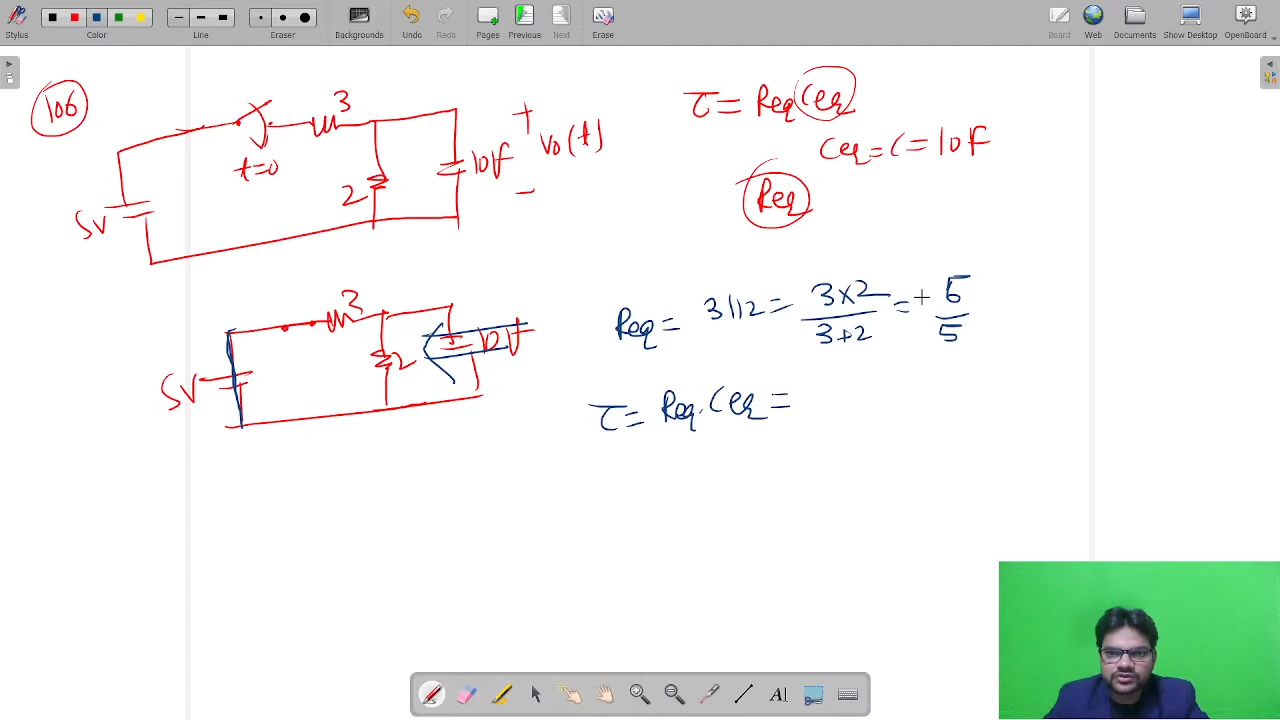 Stylus
Color
Line
Eraser
Backgrounds
Undo
Redo
Pages
Previous
Next
Erase
Board
Web
Documents
Show Desktop
OpenBoard
106
3
t=0
2
10F
+
Vo(t)
-
5V
τ = Req Ceq
Ceq = C = 10F
Req
3
2
10F
5V
Req = 3||2 = 3×2/3+2 = 6/5
τ = Req. Ceq =
A